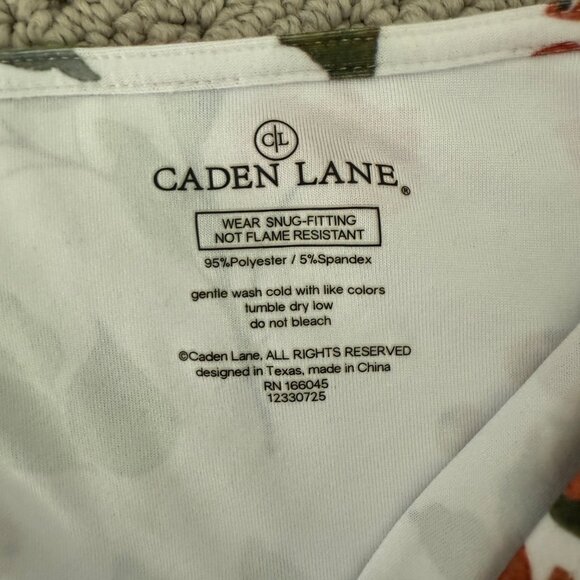 C|L
CADEN LANE®
WEAR SNUG-FITTING
NOT FLAME RESISTANT
95%Polyester / 5%Spandex
gentle wash cold with like colors
tumble dry low
do not bleach
©Caden Lane, ALL RIGHTS RESERVED
designed in Texas, made in China
RN 166045
12330725